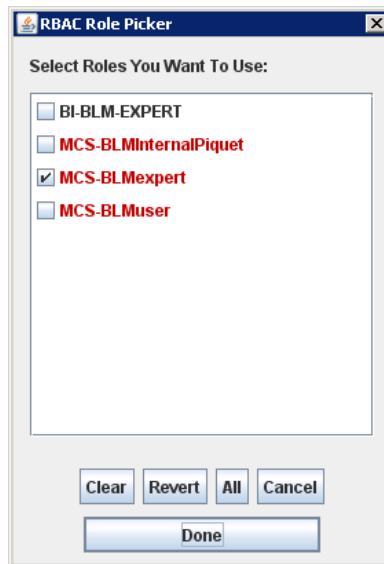 RBAC Role Picker
Select Roles You Want To Use:
BI-BLM-EXPERT
MCS-BLMInternalPiquet
MCS-BLMexpert
MCS-BLMuser
Clear Revert All Cancel
Done